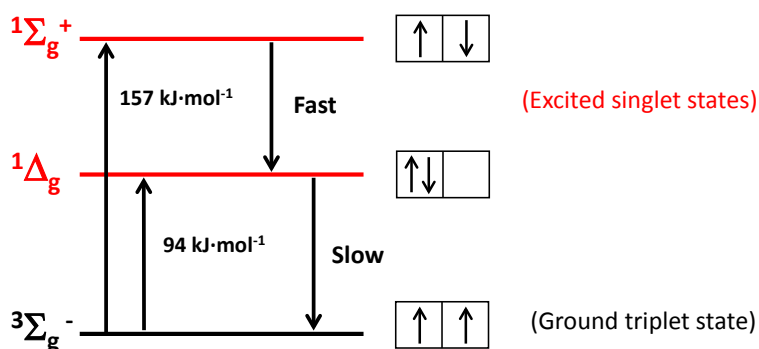 ¹Σg⁺
157 kJ·mol⁻¹
Fast
(Excited singlet states)
¹Δg
94 kJ·mol⁻¹
Slow
³Σg⁻
(Ground triplet state)